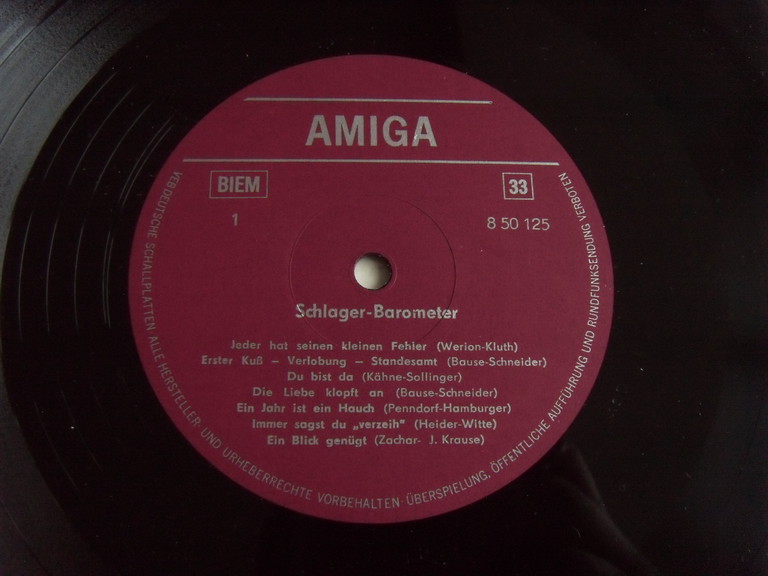 AMIGA
BIEM
33
1
8 50 125
Schlager-Barometer
Jeder hat seinen kleinen Fehler (Werion-Kluth)
Erster Kuß – Verlobung – Standesamt (Bause-Schneider)
Du bist da (Kähne-Sollinger)
Die Liebe klopft an (Bause-Schneider)
Ein Jahr ist ein Hauch (Penndorf-Hamburger)
Immer sagst du „verzeih" (Heider-Witte)
Ein Blick genügt (Zachar- J. Krause)
VEB DEUTSCHE SCHALLPLATTEN ALLE HERSTELLER- UND URHEBERRECHTE VORBEHALTEN · ÜBERSPIELUNG, ÖFFENTLICHE AUFFÜHRUNG UND RUNDFUNKSENDUNG VERBOTEN